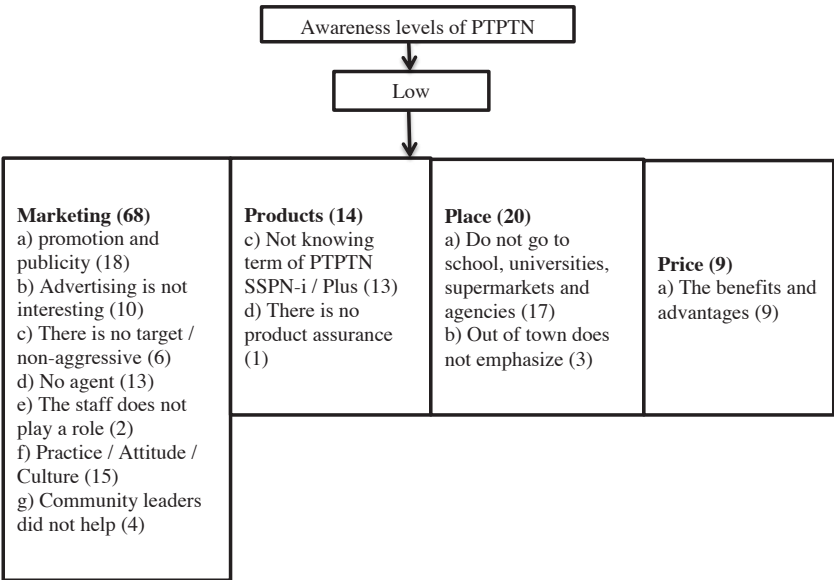 Awareness levels of PTPTN
Low
Marketing (68)
a) promotion and
publicity (18)
b) Advertising is not
interesting (10)
c) There is no target /
non-aggressive (6)
d) No agent (13)
e) The staff does not
play a role (2)
f) Practice / Attitude /
Culture (15)
g) Community leaders
did not help (4)
Products (14)
c) Not knowing
term of PTPTN
SSPN-i / Plus (13)
d) There is no
product assurance
(1)
Place (20)
a) Do not go to
school, universities,
supermarkets and
agencies (17)
b) Out of town does
not emphasize (3)
Price (9)
a) The benefits and
advantages (9)